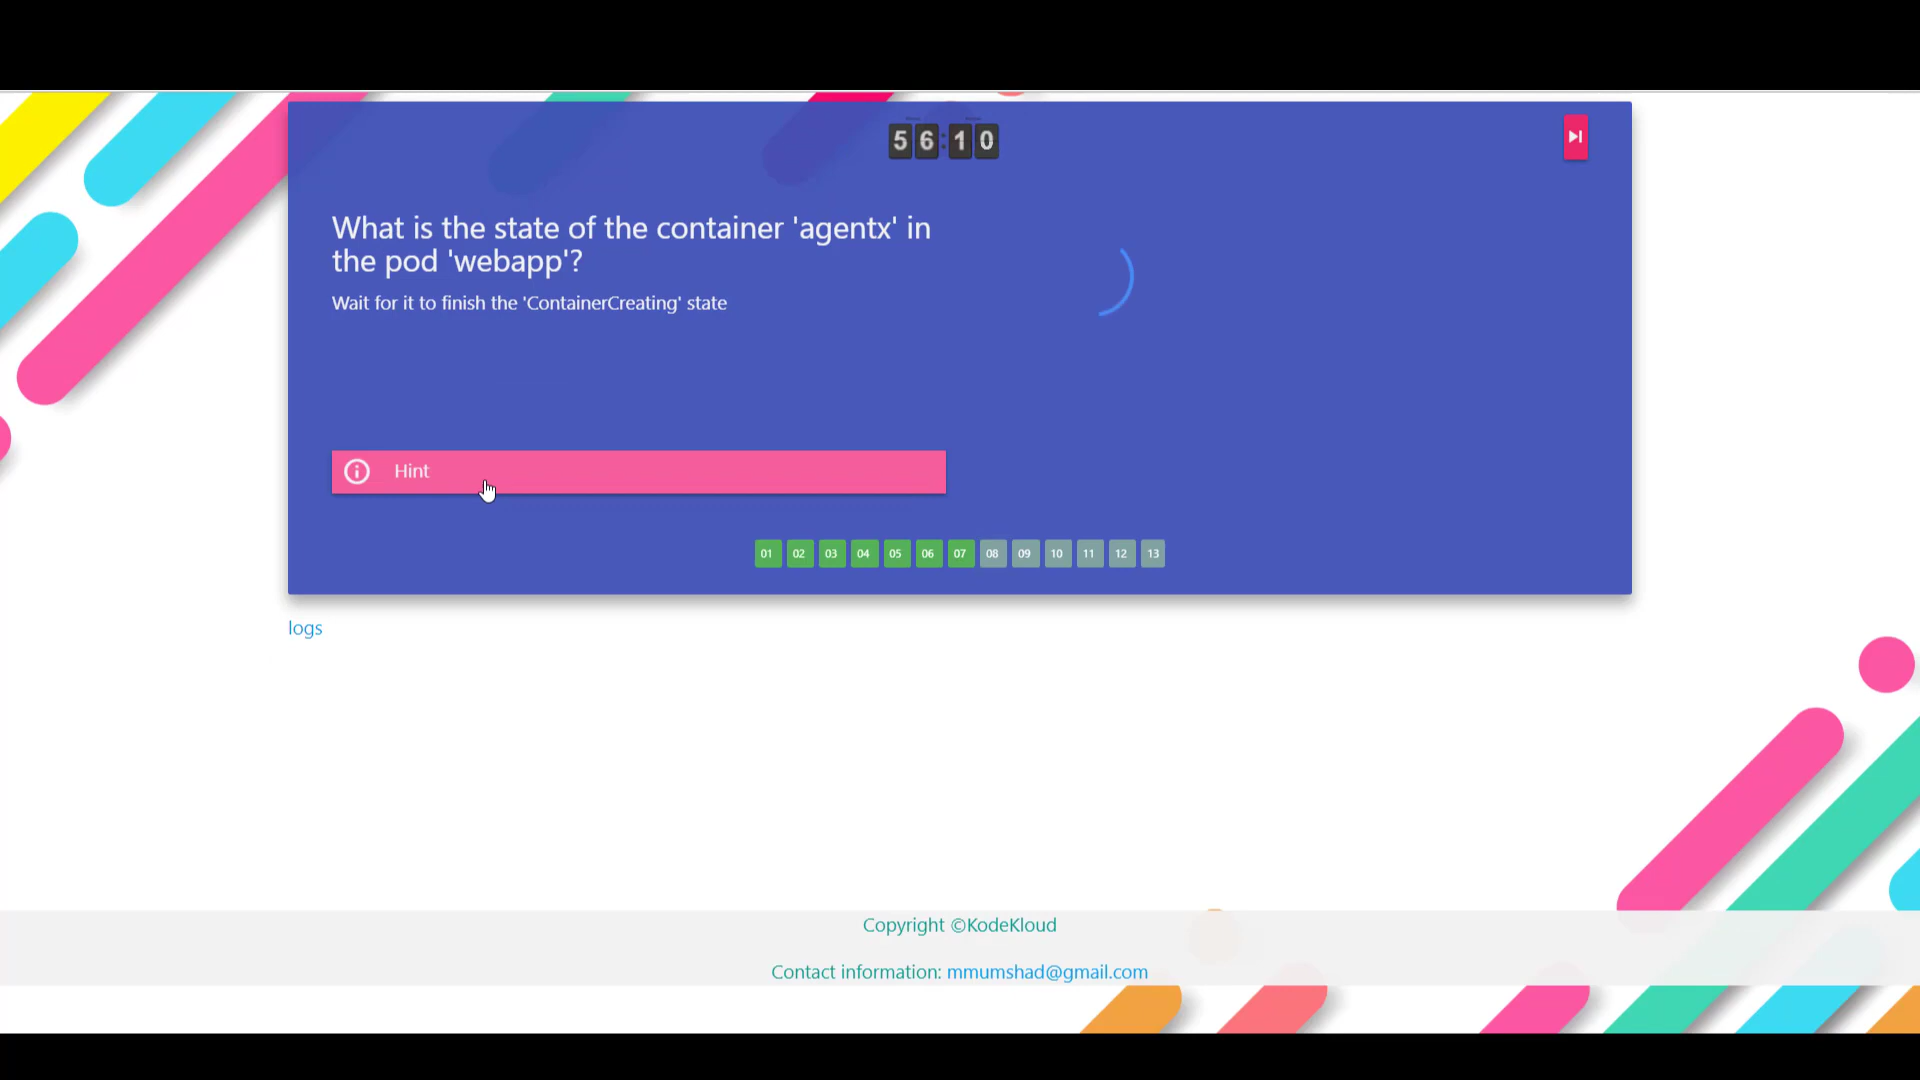 56:10
What is the state of the container 'agentx' in
the pod 'webapp'?
Wait for it to finish the 'ContainerCreating' state
Hint
01 02 03 04 05 06 07 08 09 10 11 12 13
logs
Copyright ©KodeKloud
Contact information: mmumshad@gmail.com